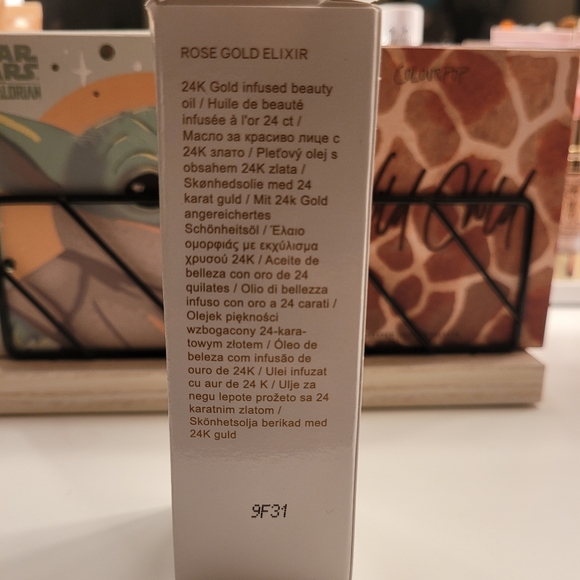 ROSE GOLD ELIXIR
24K Gold infused beauty
oil / Huile de beauté
infusée à l'or 24 ct /
Масло за красиво лице с
24K злато / Pleťový olej s
obsahem 24K zlata /
Skønhedsolie med 24
karat guld / Mit 24k Gold
angereichertes
Schönheitsöl / Έλαιο
ομορφιάς με εκχύλισμα
χρυσού 24K / Aceite de
belleza con oro de 24
quilates / Olio di bellezza
infuso con oro a 24 carati /
Olejek piękności
wzbogacony 24-kara-
towym złotem / Óleo de
beleza com infusão de
ouro de 24K / Ulei infuzat
cu aur de 24 K / Ulje za
negu lepote prožeto sa 24
karatnim zlatom /
Skönhetsolja berikad med
24K guld
9F31
COLOURPOP
Child